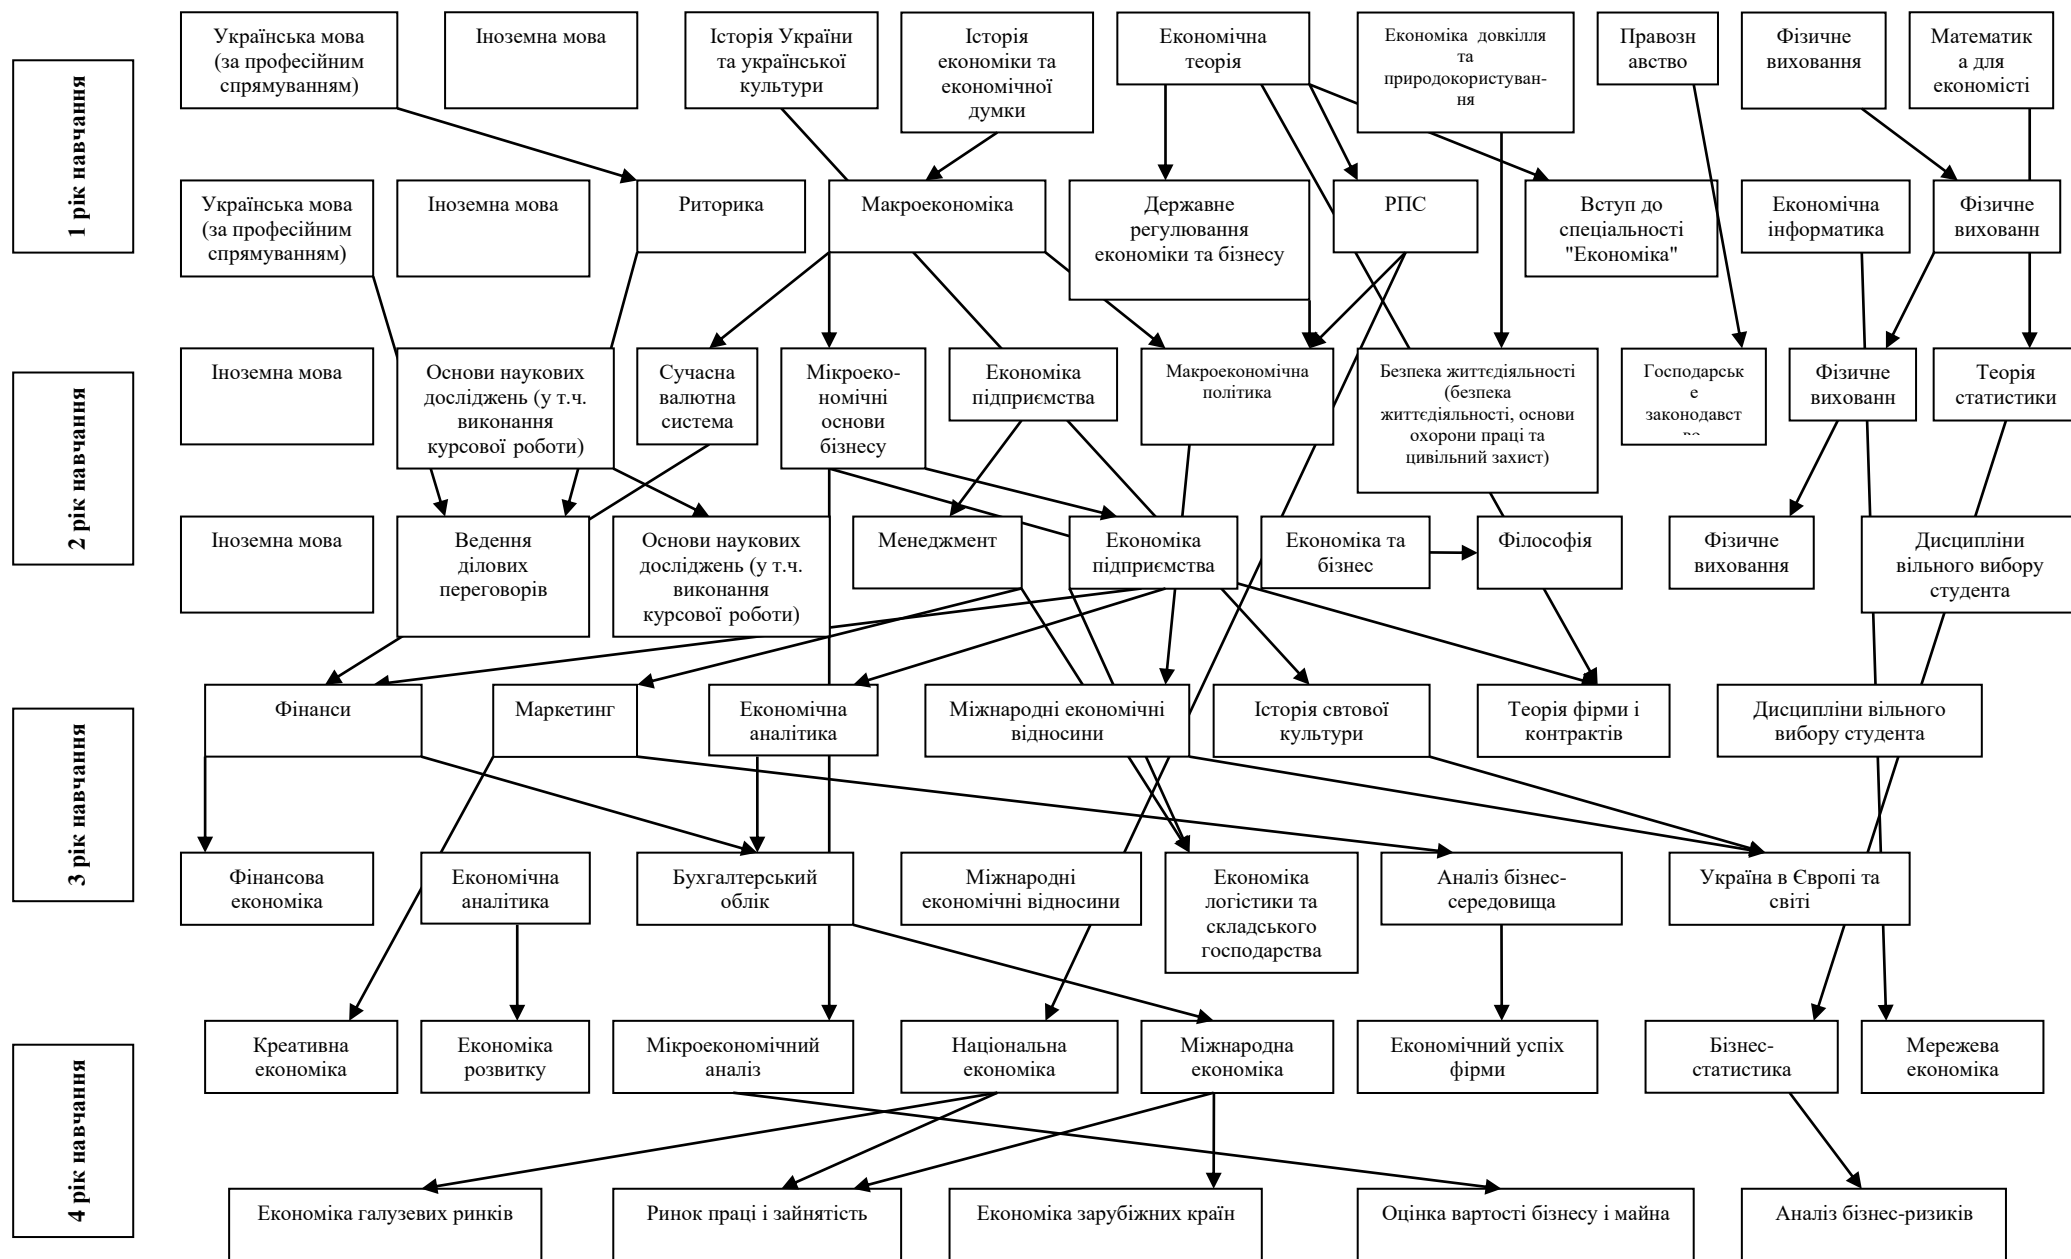 1 рік навчання
Українська мова
(за професійним
спрямуванням)
Іноземна мова
Історія України
та української
культури
Історія
економіки та
економічної
думки
Економічна
теорія
Економіка довкілля
та
природокористуван-
ня
Правозн
авство
Фізичне
виховання
Математик
а для
економісті
Українська мова
(за професійним
спрямуванням)
Іноземна мова
Риторика
Макроекономіка
Державне
регулювання
економіки та бізнесу
РПС
Вступ до
спеціальності
"Економіка"
Економічна
інформатика
Фізичне
вихованн
2 рік навчання
Іноземна мова
Основи наукових
досліджень (у т.ч.
виконання
курсової роботи)
Сучасна
валютна
система
Мікроеко-
номічні
основи
бізнесу
Економіка
підприємства
Макроекономічна
політика
Безпека життєдіяльності
(безпека
життєдіяльності, основи
охорони праці та
цивільний захист)
Господарськ
е
законодавст
Фізичне
вихованн
Теорія
статистики
Іноземна мова
Ведення
ділових
переговорів
Основи наукових
досліджень (у т.ч.
виконання
курсової роботи)
Менеджмент
Економіка
підприємства
Економіка та
бізнес
Філософія
Фізичне
виховання
Дисципліни
вільного вибору
студента
3 рік навчання
Фінанси
Маркетинг
Економічна
аналітика
Міжнародні економічні
відносини
Історія свтової
культури
Теорія фірми і
контрактів
Дисципліни вільного
вибору студента
Фінансова
економіка
Економічна
аналітика
Бухгалтерський
облік
Міжнародні
економічні відносини
Економіка
логістики та
складського
господарства
Аналіз бізнес-
середовища
Україна в Європі та
світі
4 рік навчання
Креативна
економіка
Економіка
розвитку
Мікроекономічний
аналіз
Національна
економіка
Міжнародна
економіка
Економічний успіх
фірми
Бізнес-
статистика
Мережева
економіка
Економіка галузевих ринків
Ринок праці і зайнятість
Економіка зарубіжних країн
Оцінка вартості бізнесу і майна
Аналіз бізнес-ризиків